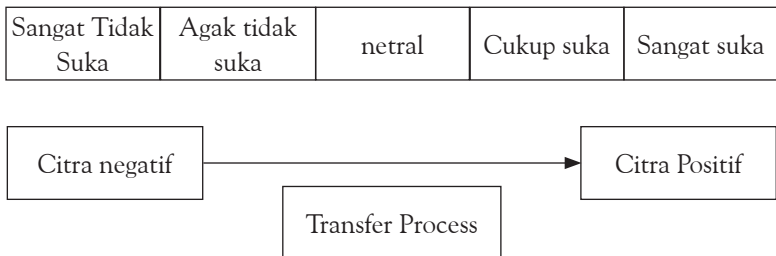 Sangat Tidak
Suka
Agak tidak
suka
netral
Cukup suka
Sangat suka
Citra negatif
Citra Positif
Transfer Process